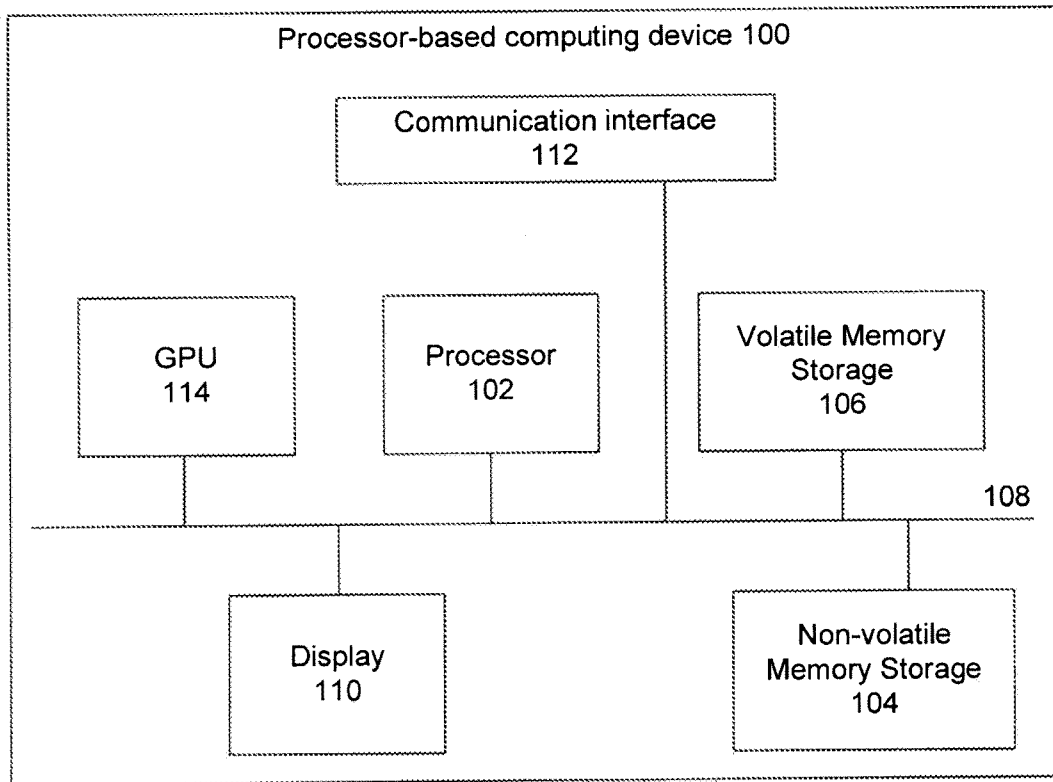 Processor-based computing device 100
Communication interface
112
GPU
114
Processor
102
Volatile Memory
Storage
106
108
Display
110
Non-volatile
Memory Storage
104